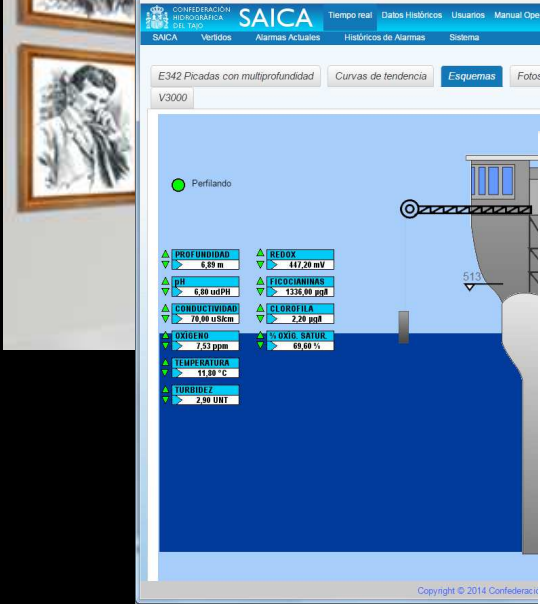 CONFEDERACIÓN
HIDROGRÁFICA
DEL TAJO
SAICA
Tiempo real Datos Históricos Usuarios Manual Ope
SAICA Vertidos Alarmas Actuales Históricos de Alarmas Sistema
E342 Picadas con multiprofundidad Curvas de tendencia Esquemas Fotos
V3000
Perfilando
PROFUNDIDAD
6,89 m
REDOX
447,20 mV
pH
6,80 udPH
FICOCIANINAS
1336,00 µg/l
CONDUCTIVIDAD
70,00 uS/cm
CLOROFILA
2,20 µg/l
OXÍGENO
7,53 ppm
% OXÍG. SATUR.
69,60 %
TEMPERATURA
11,80 °C
TURBIDEZ
2,90 UNT
513
Copyright © 2014 Confederació